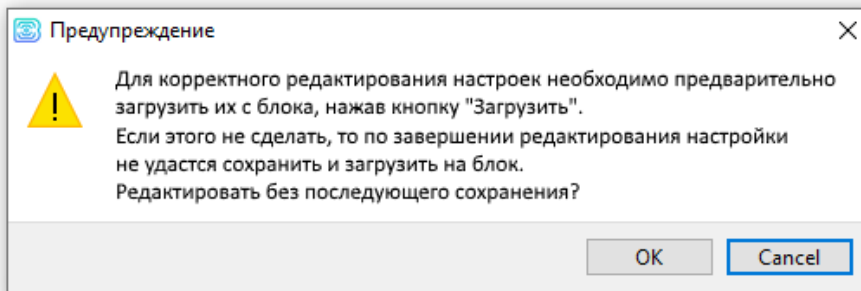 Предупреждение
Для корректного редактирования настроек необходимо предварительно
загрузить их с блока, нажав кнопку "Загрузить".
Если этого не сделать, то по завершении редактирования настройки
не удастся сохранить и загрузить на блок.
Редактировать без последующего сохранения?
OK Cancel